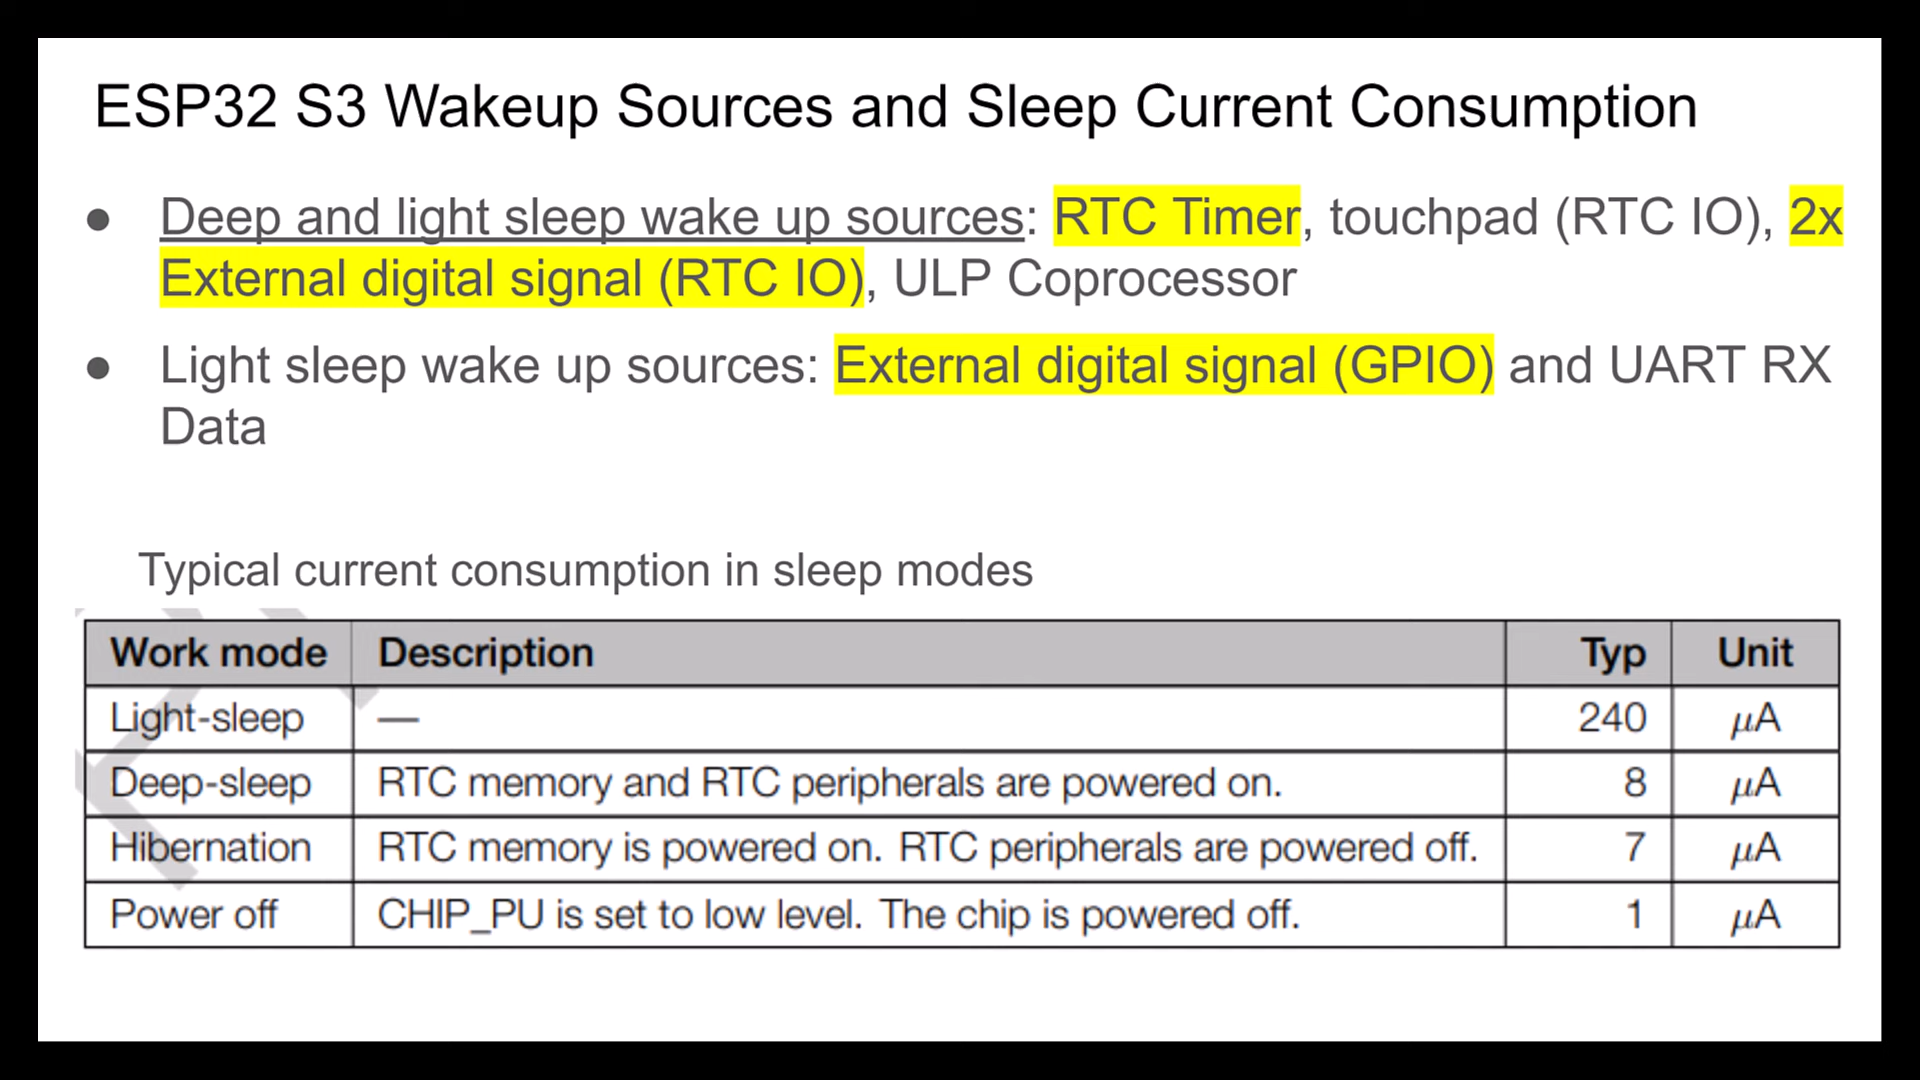 ESP32 S3 Wakeup Sources and Sleep Current Consumption
● Deep and light sleep wake up sources: RTC Timer, touchpad (RTC IO), 2x
External digital signal (RTC IO), ULP Coprocessor
● Light sleep wake up sources: External digital signal (GPIO) and UART RX
Data
Typical current consumption in sleep modes
Work mode Description Typ Unit
Light-sleep — 240 µA
Deep-sleep RTC memory and RTC peripherals are powered on. 8 µA
Hibernation RTC memory is powered on. RTC peripherals are powered off. 7 µA
Power off CHIP_PU is set to low level. The chip is powered off. 1 µA